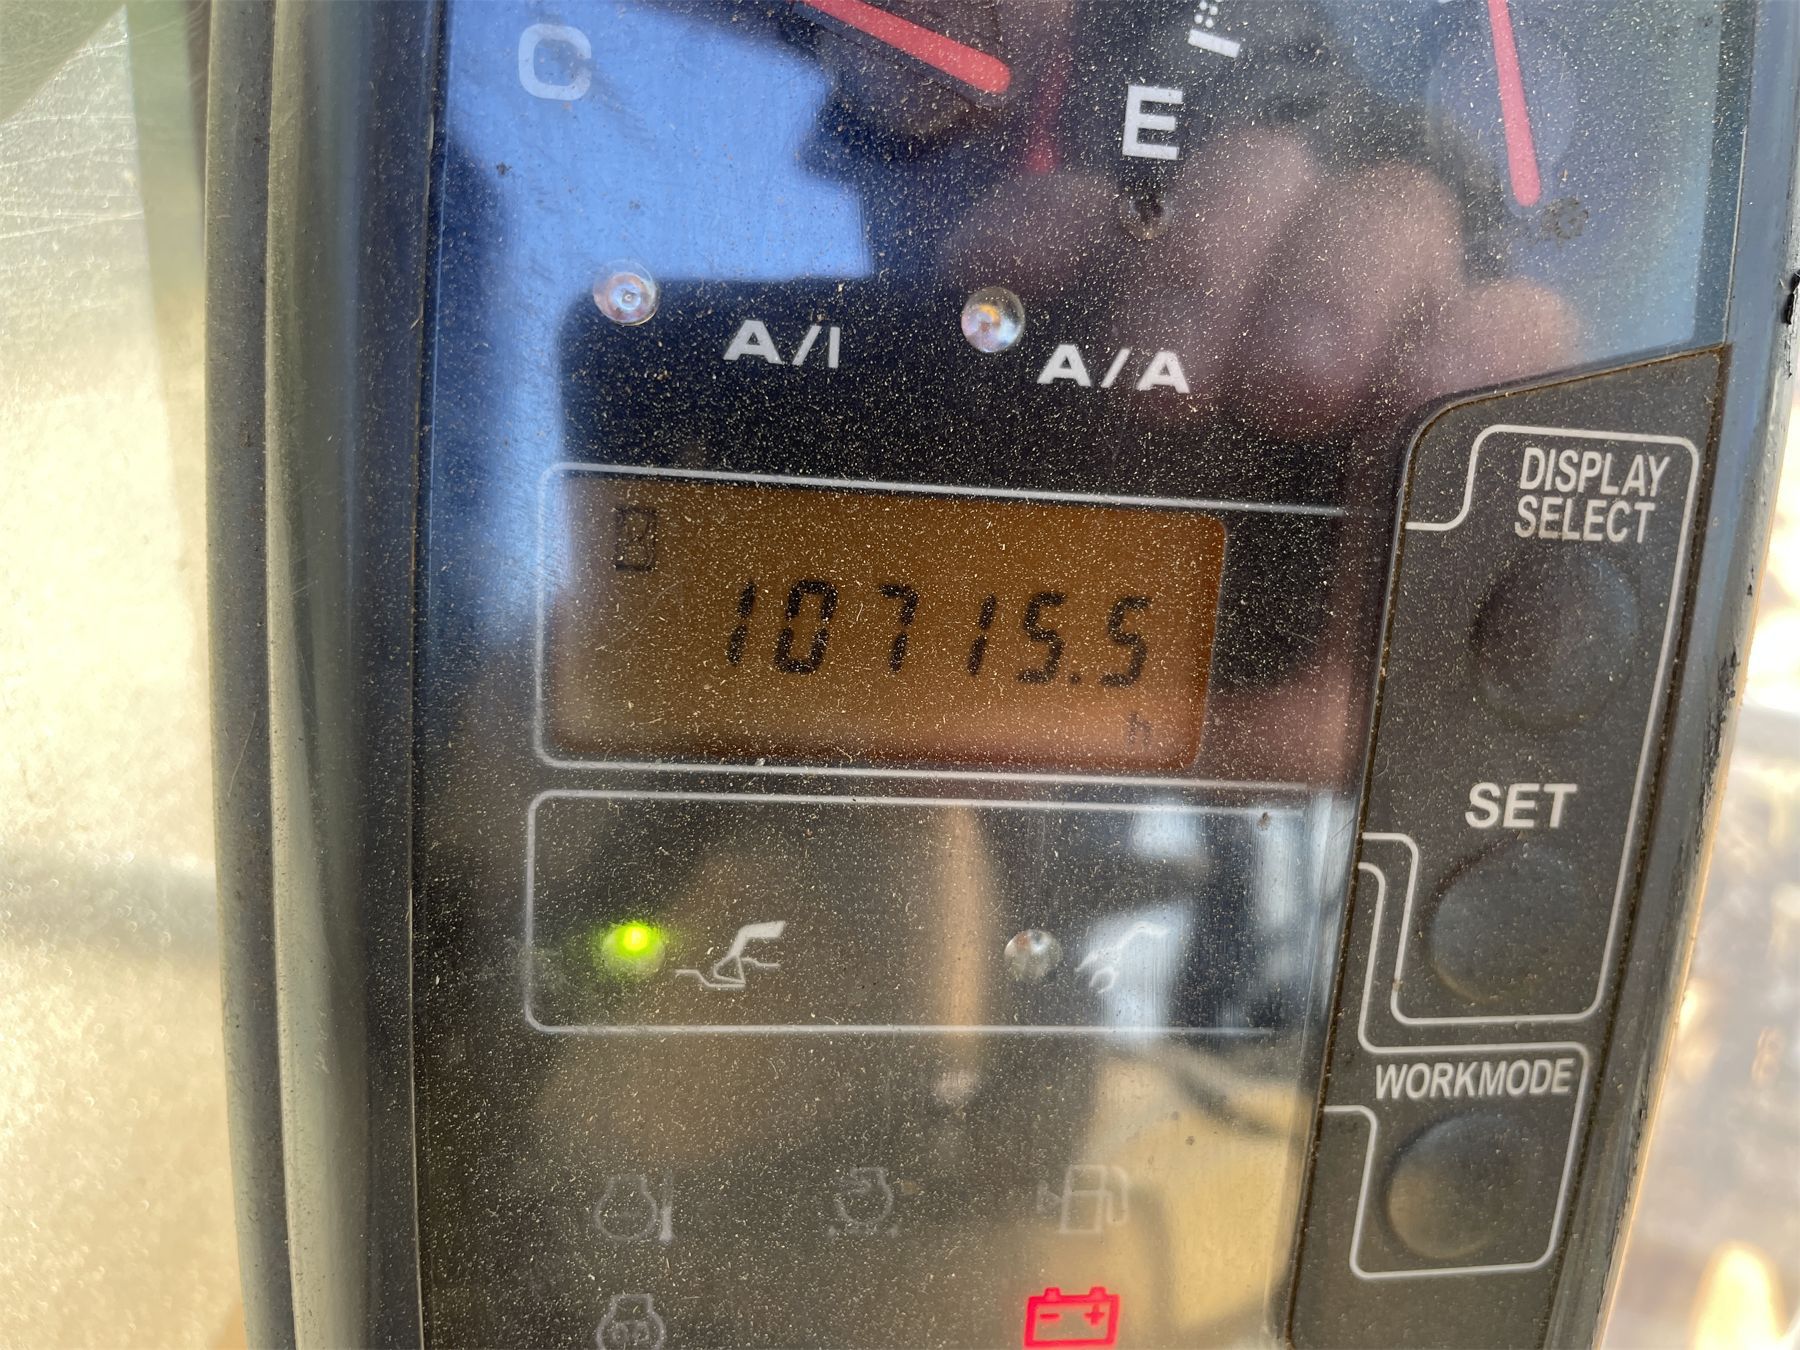 C
E
A/I
A/A
DISPLAY
SELECT
10715.5
h
SET
WORKMODE